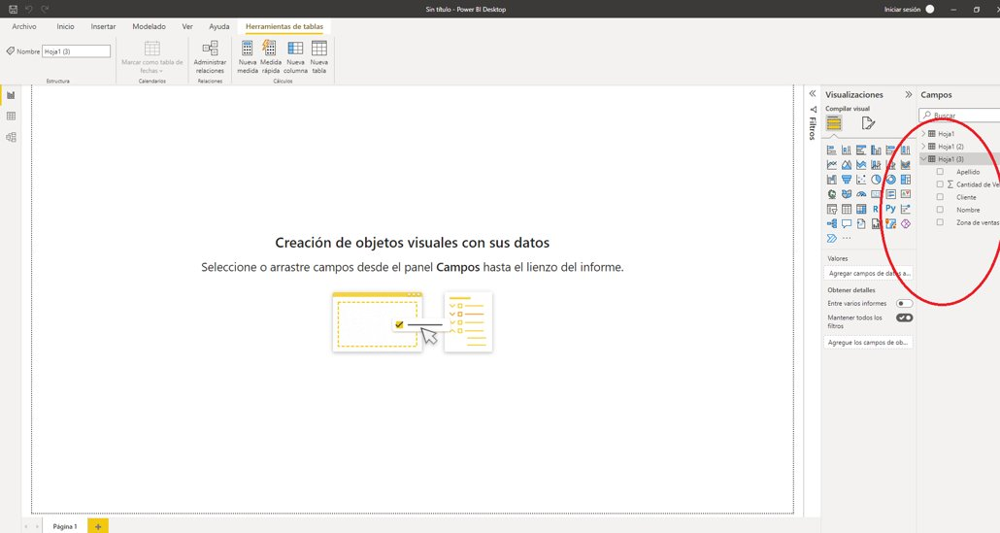 Sin título - Power BI Desktop
Iniciar sesión
Archivo Inicio Insertar Modelado Ver Ayuda Herramientas de tablas
Nombre Hoja1 (3)
Marcar como tabla de
fechas
Administrar
relaciones
Nueva
medida
Medida
rápida
Nueva
columna
Nueva
tabla
Estructura Calendarios Relaciones Cálculos
Filtros
Creación de objetos visuales con sus datos
Seleccione o arrastre campos desde el panel Campos hasta el lienzo del informe.
Visualizaciones
Compilar visual
R Py
Valores
Agregar campos de datos a...
Obtener detalles
Entre varios informes
Mantener todos los
filtros
Agregue los campos de ob...
Campos
Buscar
Hoja1
Hoja1 (2)
Hoja1 (3)
Apellido
Σ Cantidad de Ve
Cliente
Nombre
Zona de ventas
Página 1